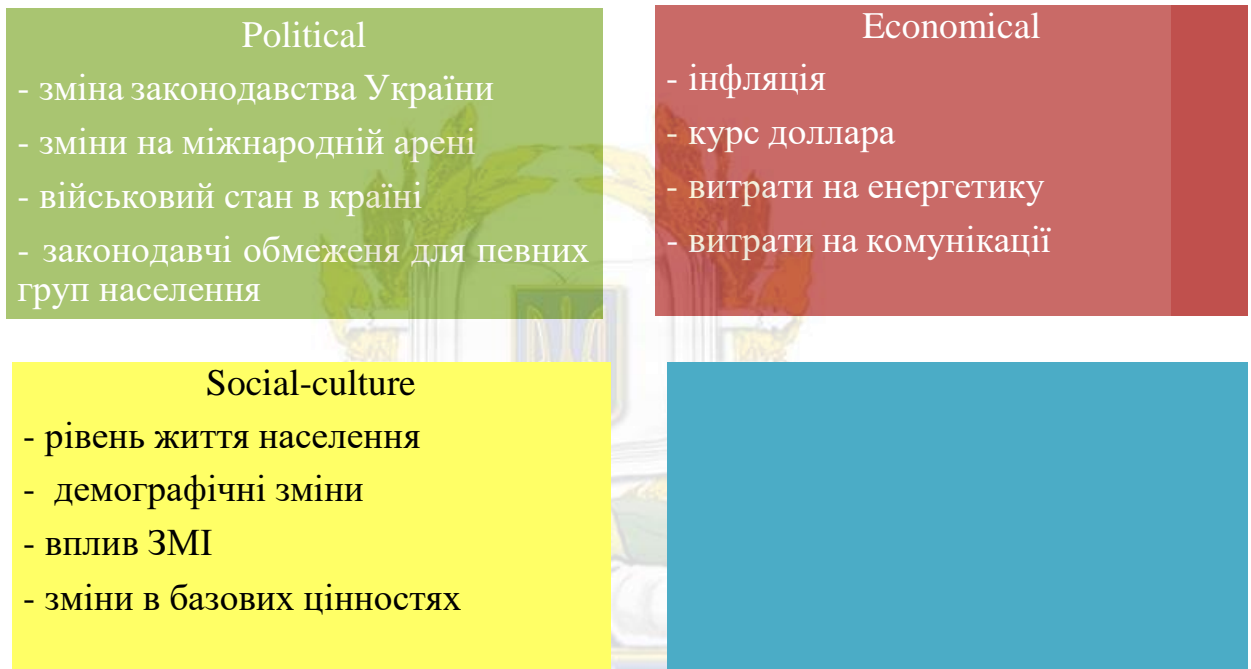 Political
- зміна законодавства України
- зміни на міжнародній арені
- військовий стан в країні
- законодавчі обмеженя для певних
груп населення
Economical
- інфляція
- курс доллара
- витрати на енергетику
- витрати на комунікації
Social-culture
- рівень життя населення
- демографічні зміни
- вплив ЗМІ
- зміни в базових цінностях